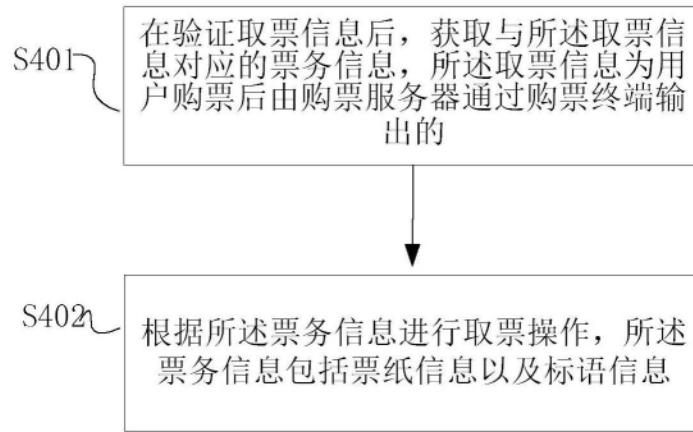 S401
在验证取票信息后，获取与所述取票信
息对应的票务信息，所述取票信息为用
户购票后由购票服务器通过购票终端输
出的
S402
根据所述票务信息进行取票操作，所述
票务信息包括票纸信息以及标语信息